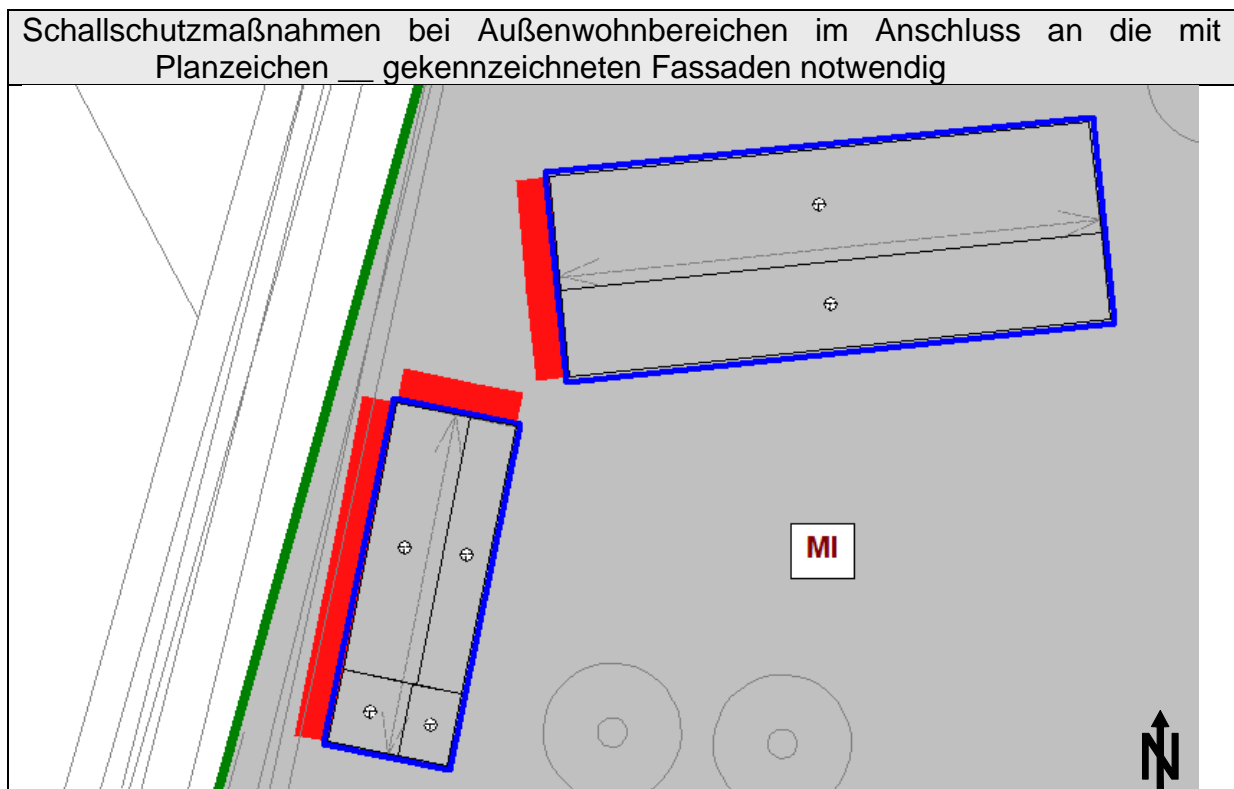 Schallschutzmaßnahmen bei Außenwohnbereichen im Anschluss an die mit
Planzeichen __ gekennzeichneten Fassaden notwendig
MI
N